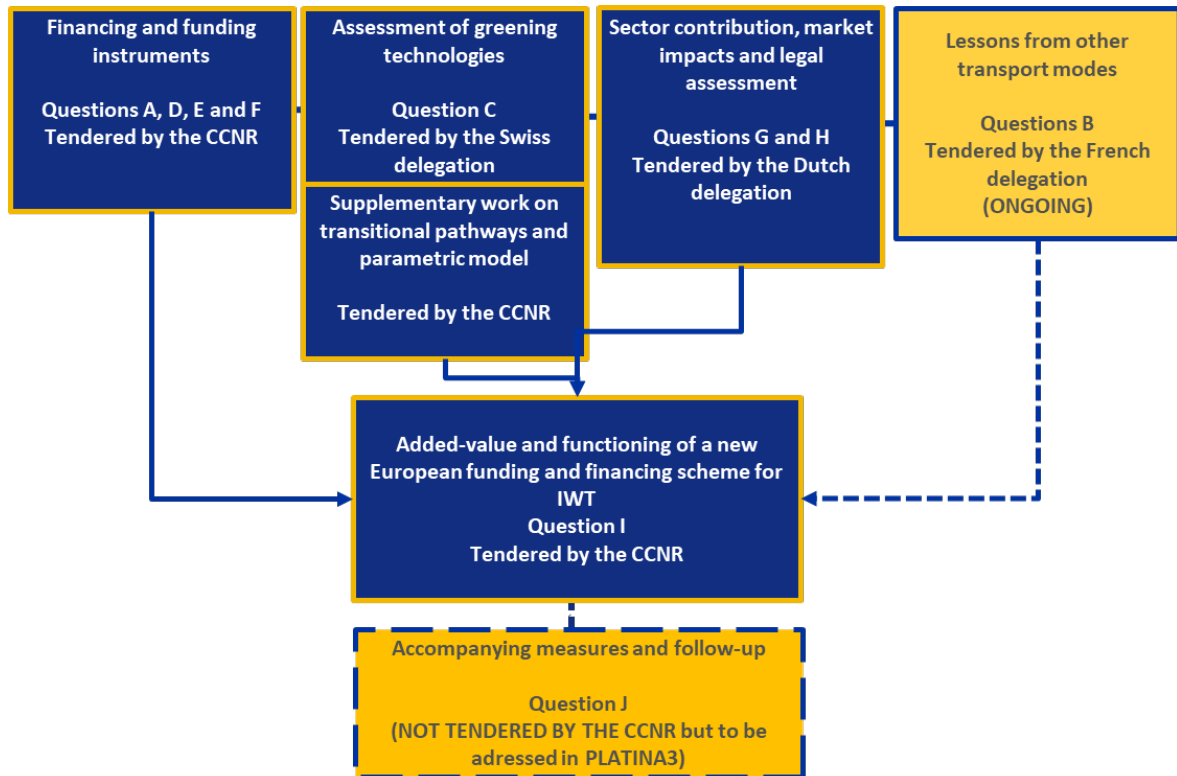 Financing and funding
instruments
Questions A, D, E and F
Tendered by the CCNR
Assessment of greening
technologies
Question C
Tendered by the Swiss
delegation
Supplementary work on
transitional pathways and
parametric model
Tendered by the CCNR
Sector contribution, market
impacts and legal
assessment
Questions G and H
Tendered by the Dutch
delegation
Lessons from other
transport modes
Questions B
Tendered by the French
delegation
(ONGOING)
Added-value and functioning of a new
European funding and financing scheme for
IWT
Question I
Tendered by the CCNR
Accompanying measures and follow-up
Question J
(NOT TENDERED BY THE CCNR but to be
adressed in PLATINA3)